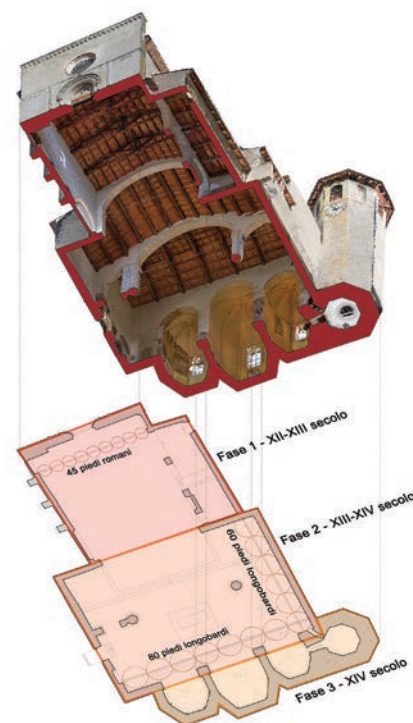 Fase 1 - XII-XIII secolo
45 piedi romani
Fase 2 - XIII-XIV secolo
60 piedi longobardi
80 piedi longobardi
Fase 3 - XIV secolo